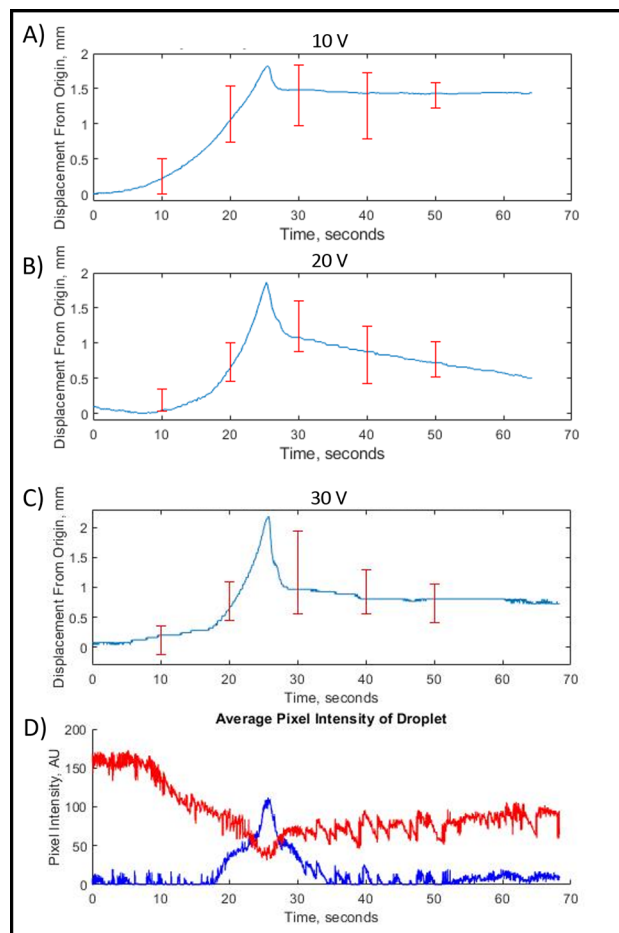 A)
10 V
Displacement From Origin, mm
2
1.5
1
0.5
0
0 10 20 30 40 50 60 70
Time, seconds
B)
20 V
Displacement From Origin, mm
2
1.5
1
0.5
0
0 10 20 30 40 50 60 70
Time, seconds
C)
30 V
Displacement From Origin, mm
2
1.5
1
0.5
0
0 10 20 30 40 50 60 70
Time, seconds
D)
Average Pixel Intensity of Droplet
Pixel Intensity, AU
200
150
100
50
0
0 10 20 30 40 50 60 70
Time, seconds